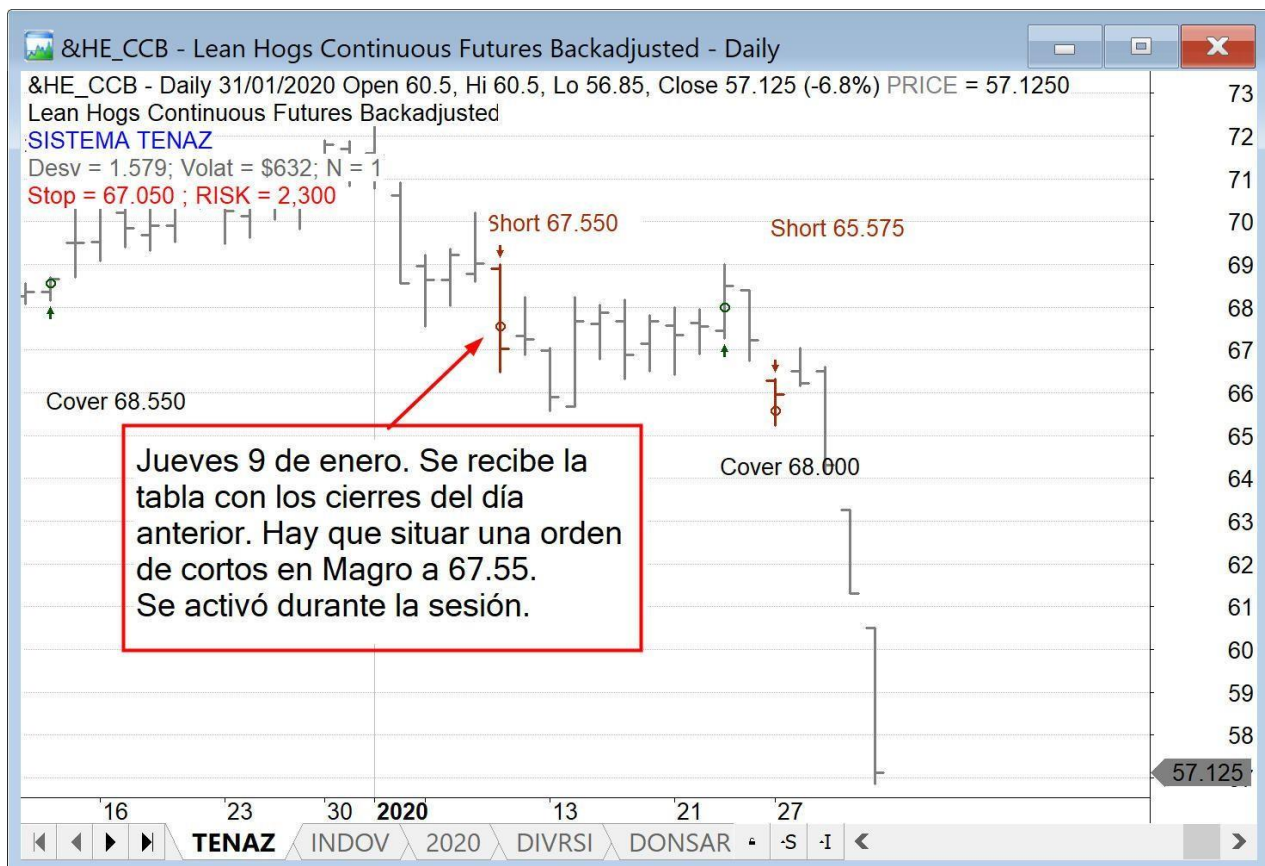 &HE_CCB - Lean Hogs Continuous Futures Backadjusted - Daily
&HE_CCB - Daily 31/01/2020 Open 60.5, Hi 60.5, Lo 56.85, Close 57.125 (-6.8%) PRICE = 57.1250
Lean Hogs Continuous Futures Backadjusted
SISTEMA TENAZ
Desv = 1.579; Volat = $632; N = 1
Stop = 67.050 ; RISK = 2,300
Short 67.550
Short 65.575
Cover 68.550
Cover 68.000
Jueves 9 de enero. Se recibe la
tabla con los cierres del día
anterior. Hay que situar una orden
de cortos en Magro a 67.55.
Se activó durante la sesión.
73
72
71
70
69
68
67
66
65
64
63
62
61
60
59
58
57.125
16 23 30 2020 13 21 27
TENAZ INDOV 2020 DIVRSI DONSAR -S -I